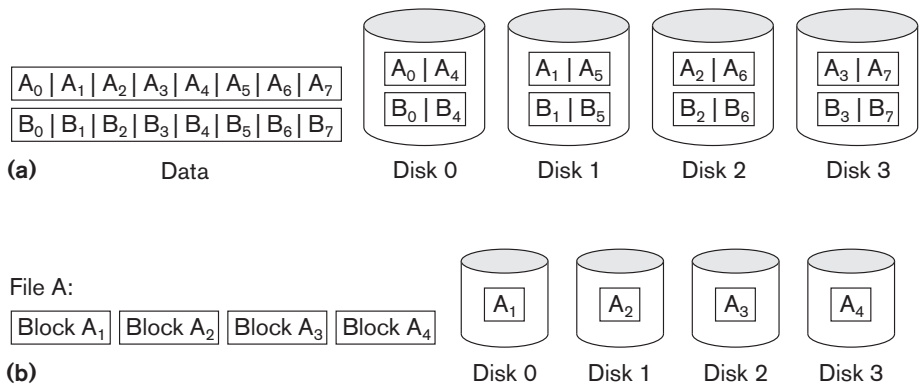 A₀ | A₁ | A₂ | A₃ | A₄ | A₅ | A₆ | A₇
B₀ | B₁ | B₂ | B₃ | B₄ | B₅ | B₆ | B₇
(a) Data
A₀ | A₄
B₀ | B₄
Disk 0
A₁ | A₅
B₁ | B₅
Disk 1
A₂ | A₆
B₂ | B₆
Disk 2
A₃ | A₇
B₃ | B₇
Disk 3
File A:
Block A₁ Block A₂ Block A₃ Block A₄
(b)
A₁
Disk 0
A₂
Disk 1
A₃
Disk 2
A₄
Disk 3